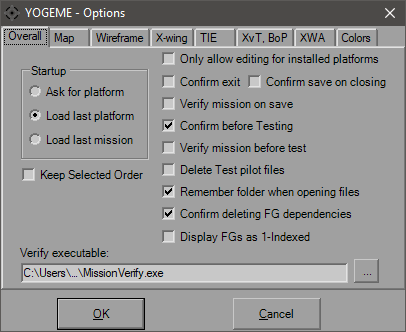 YOGEME - Options
Overall Map Wireframe X-wing TIE XvT, BoP XWA Colors
Only allow editing for installed platforms
Startup
Ask for platform
Load last platform
Load last mission
Keep Selected Order
Confirm exit Confirm save on closing
Verify mission on save
Confirm before Testing
Verify mission before test
Delete Test pilot files
Remember folder when opening files
Confirm deleting FG dependencies
Display FGs as 1-Indexed
Verify executable:
C:\Users\...\MissionVerify.exe
...
OK Cancel